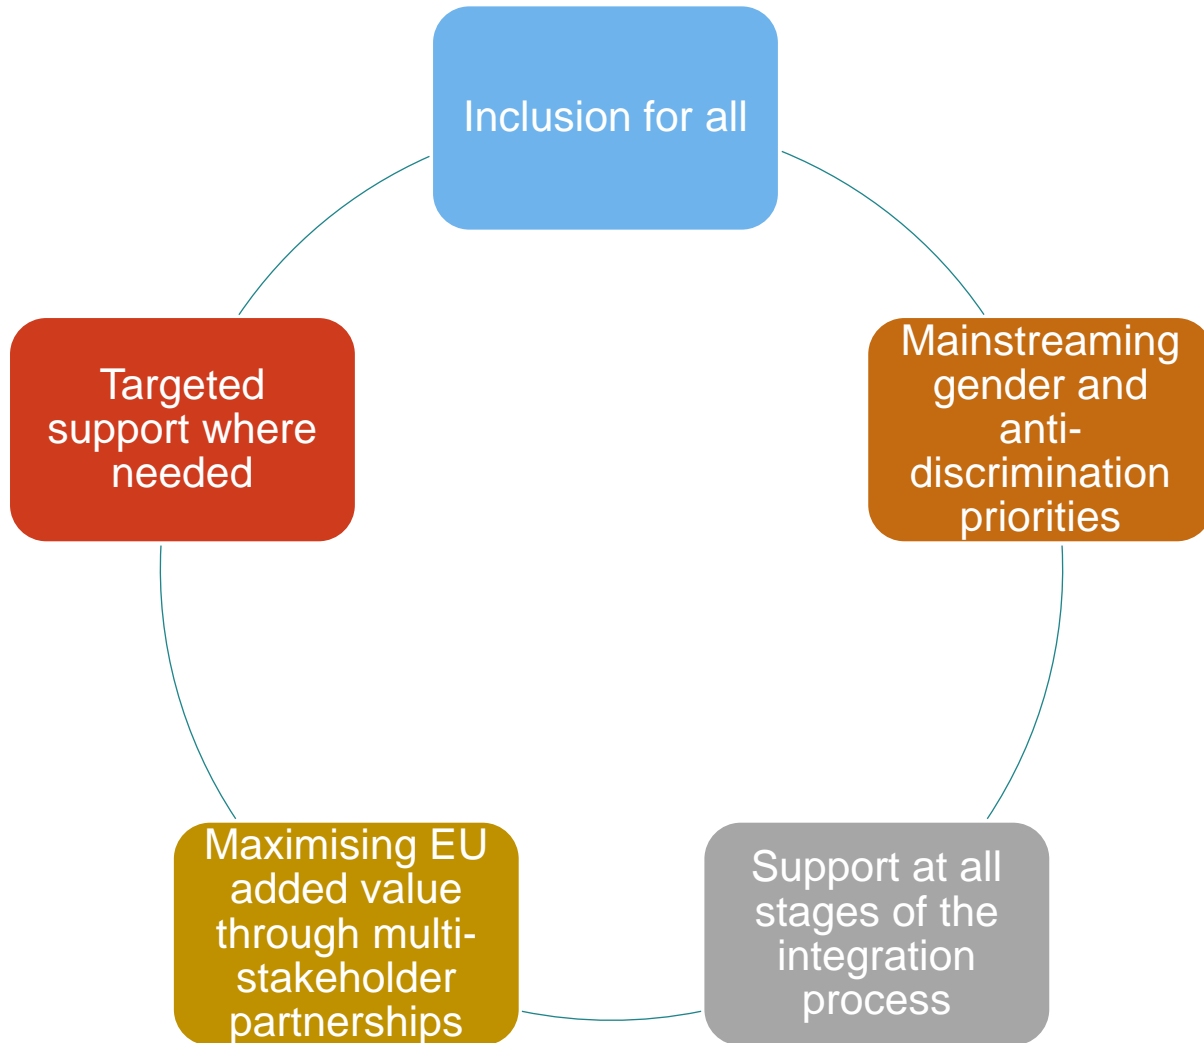 Inclusion for all
Mainstreaming
gender and
anti-
discrimination
priorities
Support at all
stages of the
integration
process
Maximising EU
added value
through multi-
stakeholder
partnerships
Targeted
support where
needed